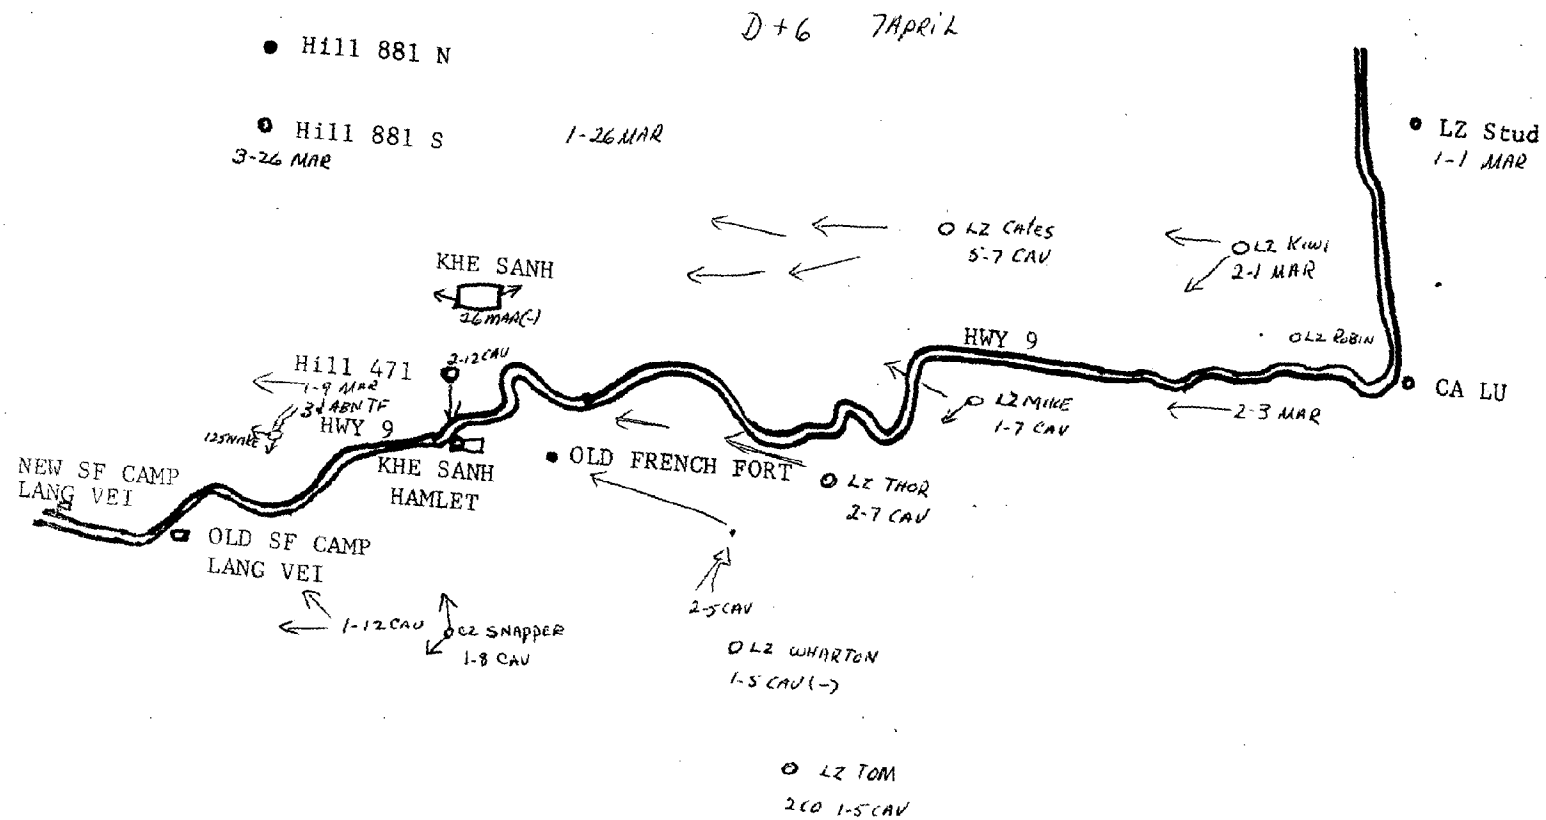 D+6 7 APRIL
Hill 881 N
Hill 881 S
3-26 MAR
1-26 MAR
LZ Stud
1-1 MAR
LZ CATES
5-7 CAV
LZ KIWI
2-1 MAR
KHE SANH
26 MAR(-)
HWY 9
LZ ROBIN
2-12 CAV
Hill 471
1-9 MAR
3d ABN TF
HWY 9
CA LU
LZ MIKE
1-7 CAV
2-3 MAR
KHE SANH
HAMLET
OLD FRENCH FORT
LZ THOR
2-7 CAV
NEW SF CAMP
LANG VEI
OLD SF CAMP
LANG VEI
1-12 CAV
LZ SNAPPER
1-8 CAV
2-5 CAV
LZ WHARTON
1-5 CAV (-)
LZ TOM
2 CO 1-5 CAV